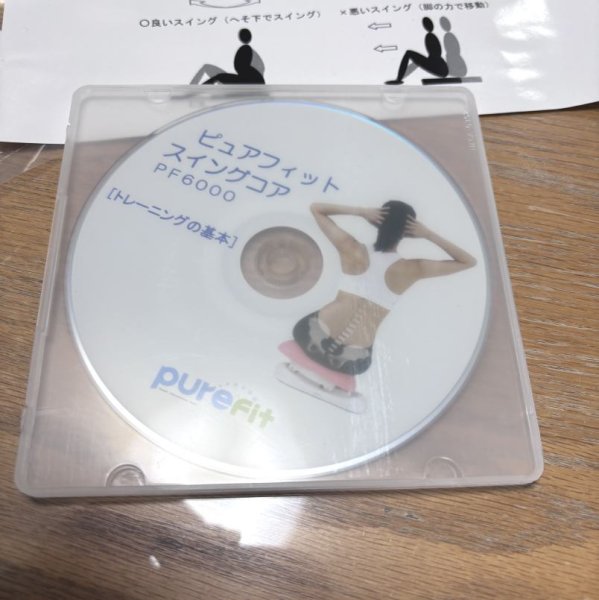 〇良いスイング（へそ下でスイング）
×悪いスイング（脚の力で移動）
ピュアフィット
スイングコア
PF6000
[トレーニングの基本]
purefit